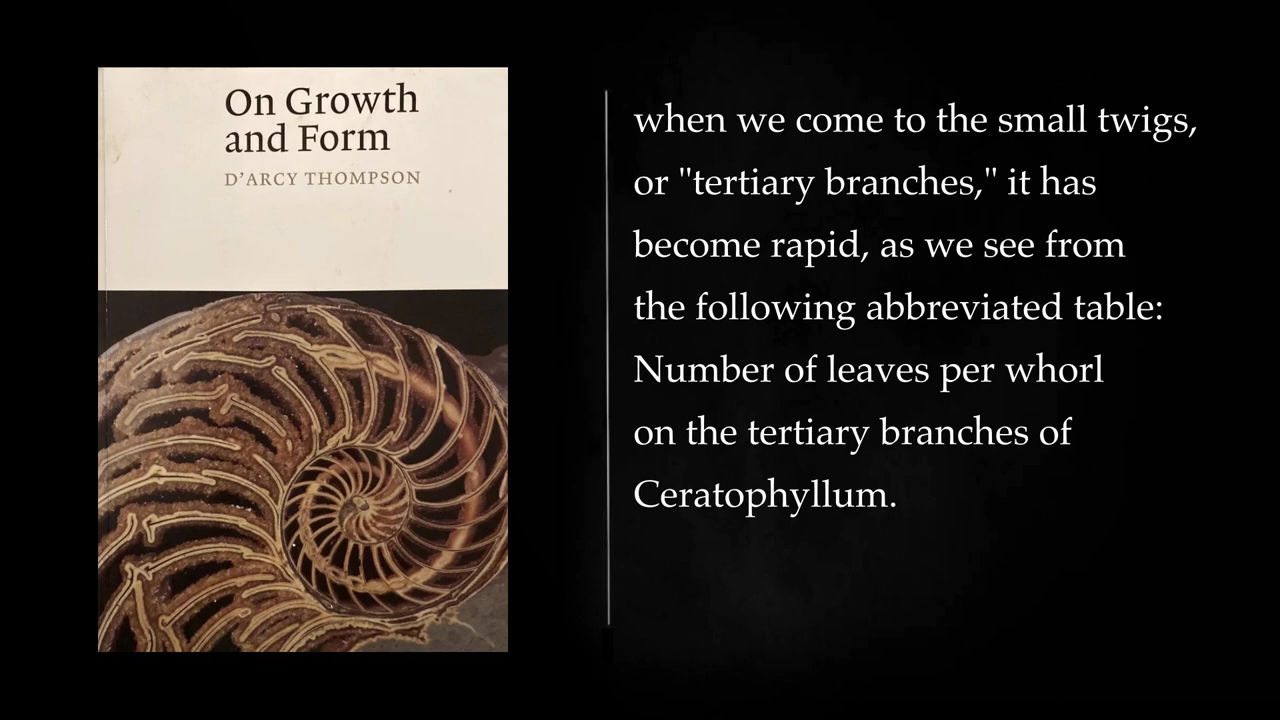 On Growth
and Form
D'ARCY THOMPSON
when we come to the small twigs,
or "tertiary branches," it has
become rapid, as we see from
the following abbreviated table:
Number of leaves per whorl
on the tertiary branches of
Ceratophyllum.